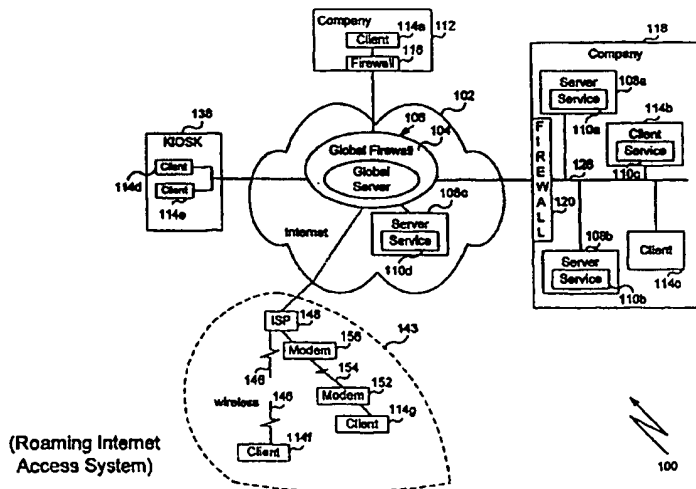 Company
Client
114a
116
Firewall
112
118
Company
Server
Service
108a
110a
114b
Client
Service
110c
FIREWALL
126
120
108b
Server
Service
110b
Client
114c
138
KIOSK
Client
114d
Client
114e
102
106
104
Global Firewall
Global
Server
108c
Internet
Server
Service
110d
ISP
148
143
Modem
156
146
154
wireless
146
Modem
152
Client
114g
Client
114f
(Roaming Internet
Access System)
100